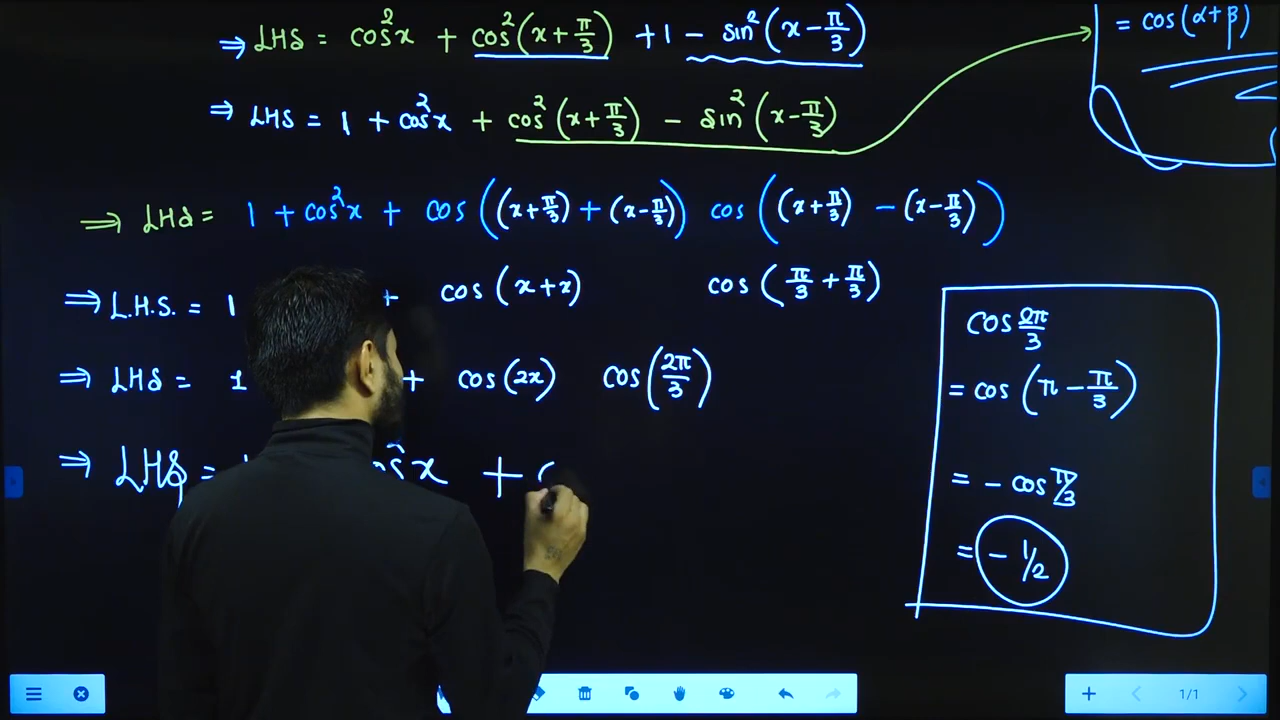 ⇒ LHS = cos²x + cos²(x+π/3) + 1 - sin²(x-π/3)
= cos(α+β)
⇒ LHS = 1 + cos²x + cos²(x+π/3) - sin²(x-π/3)
⇒ LHS = 1 + cos²x + cos((x+π/3)+(x-π/3)) cos((x+π/3)-(x-π/3))
⇒ L.H.S. = 1 + cos(x+x) cos(π/3+π/3)
⇒ LHS = 1 + cos(2x) cos(2π/3)
⇒ LHS = x +
cos 2π/3
= cos(π-π/3)
= - cos π/3
= - 1/2
1/1